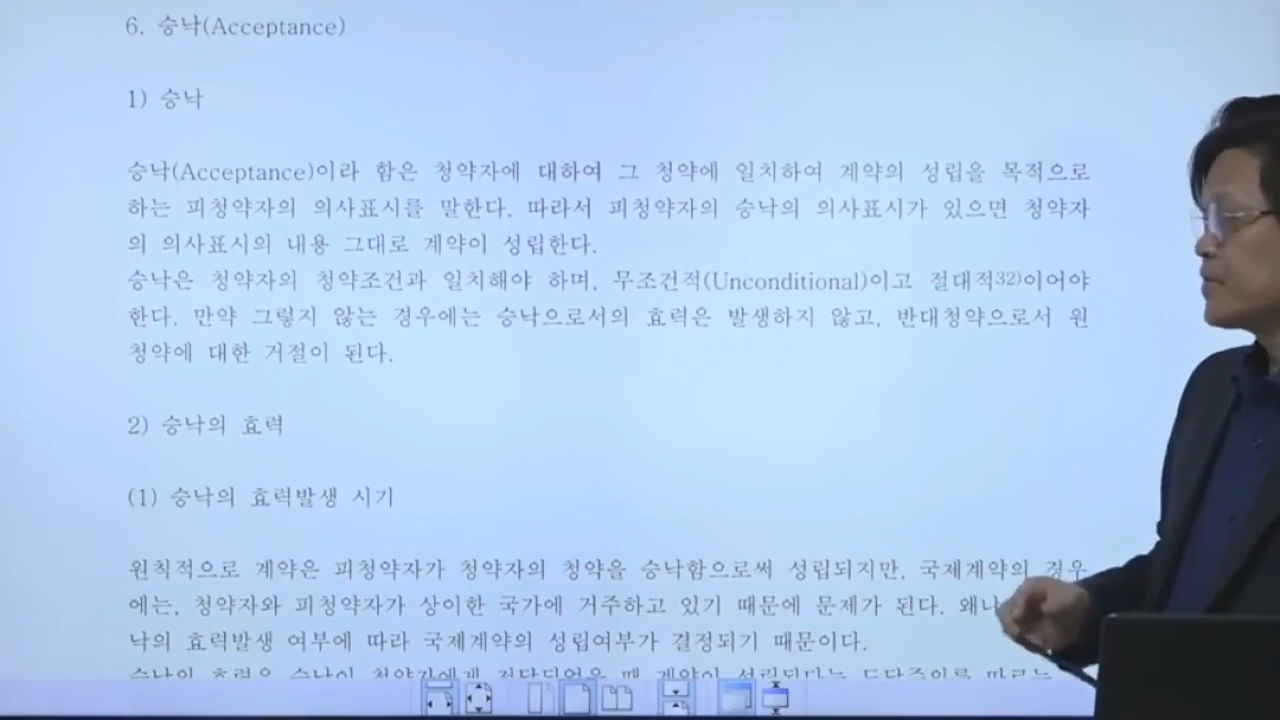 6. 승낙(Acceptance)
1) 승낙
승낙(Acceptance)이라 함은 청약자에 대하여 그 청약에 일치하여 계약의 성립을 목적으로
하는 피청약자의 의사표시를 말한다. 따라서 피청약자의 승낙의 의사표시가 있으면 청약자
의 의사표시의 내용 그대로 계약이 성립한다.
승낙은 청약자의 청약조건과 일치해야 하며, 무조건적(Unconditional)이고 절대적32)이어야
한다. 만약 그렇지 않는 경우에는 승낙으로서의 효력은 발생하지 않고, 반대청약으로서 원
청약에 대한 거절이 된다.
2) 승낙의 효력
(1) 승낙의 효력발생 시기
원칙적으로 계약은 피청약자가 청약자의 청약을 승낙함으로써 성립되지만, 국제계약의 경우
에는, 청약자와 피청약자가 상이한 국가에 거주하고 있기 때문에 문제가 된다.
낙의 효력발생 여부에 따라 국제계약의 성립여부가 결정되기 때문이다.